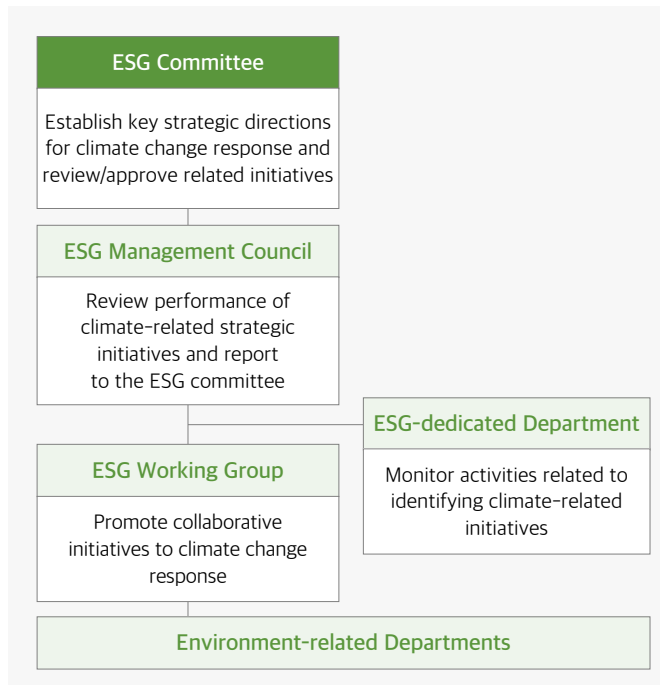 ESG Committee
Establish key strategic directions
for climate change response and
review/approve related initiatives
ESG Management Council
Review performance of
climate-related strategic
initiatives and report
to the ESG committee
ESG-dedicated Department
Monitor activities related to
identifying climate-related
initiatives
ESG Working Group
Promote collaborative
initiatives to climate change
response
Environment-related Departments